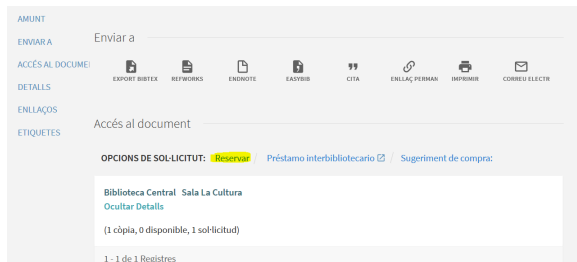 AMUNT
ENVIAR A
ACCÉS AL DOCUME
DETALLS
ENLLAÇOS
ETIQUETES
Enviar a
EXPORT BIBTEX REFWORKS ENDNOTE EASYBIB CITA ENLLAÇ PERMAN IMPRIMIR CORREU ELECTR
Accés al document
OPCIONS DE SOL·LICITUT: Reservar / Préstamo interbibliotecario / Sugeriment de compra:
Biblioteca Central Sala La Cultura
Ocultar Detalls
(1 còpia, 0 disponible, 1 sol·licitud)
1 - 1 de 1 Registres